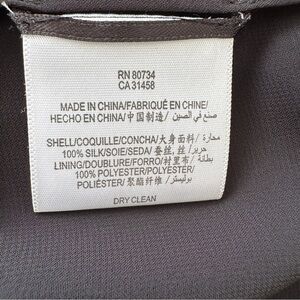 RN 80734
CA 31458
MADE IN CHINA/FABRIQUÉ EN CHINE/
HECHO EN CHINA/中国制造/ صنع في الصين
SHELL/COQUILLE/CONCHA/大身面料/ محارة
100% SILK/SOIE/SEDA/蚕丝, 丝/ حرير
LINING/DOUBLURE/FORRO/衬里布/ بطانة
100% POLYESTER/POLYESTER/
POLIÉSTER/聚酯纤维/ بوليستر
DRY CLEAN